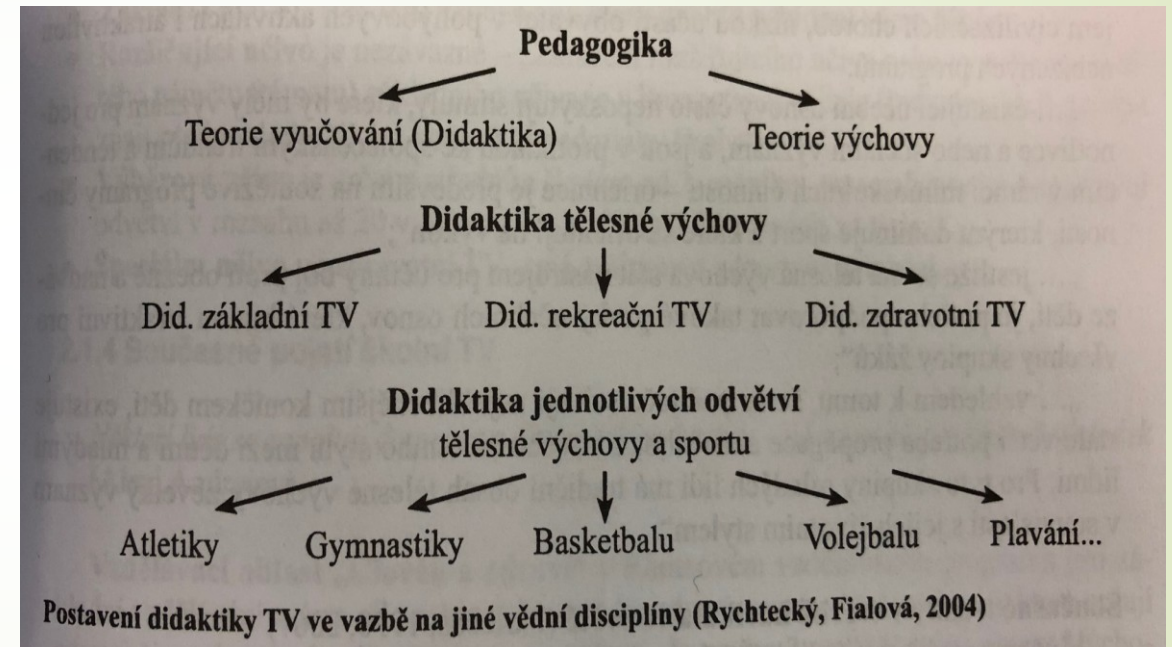 Pedagogika
Teorie vyučování (Didaktika) Teorie výchovy
Didaktika tělesné výchovy
Did. základní TV Did. rekreační TV Did. zdravotní TV
Didaktika jednotlivých odvětví
tělesné výchovy a sportu
Atletiky Gymnastiky Basketbalu Volejbalu Plavání...
Postavení didaktiky TV ve vazbě na jiné vědní disciplíny (Rychtecký, Fialová, 2004)